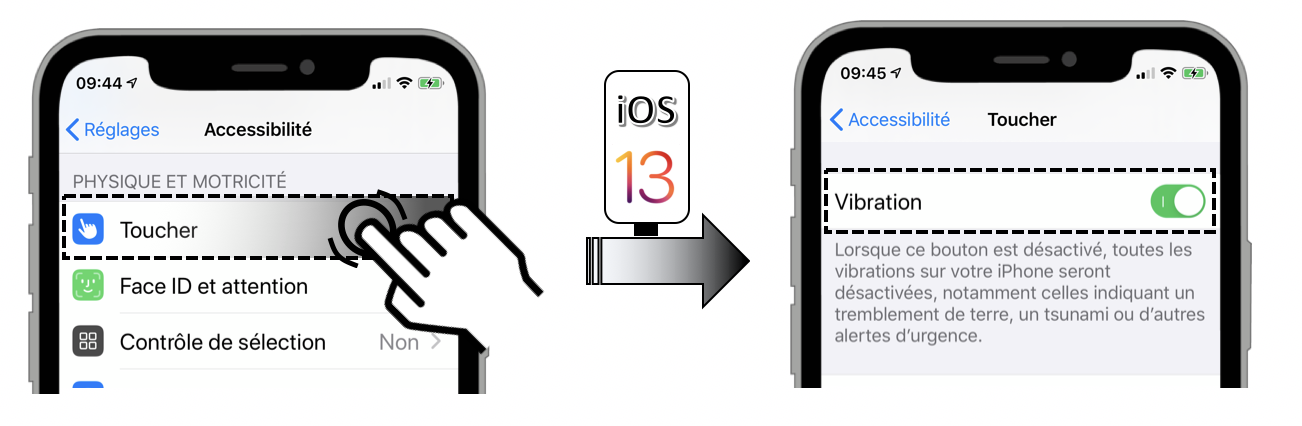 09:44
Réglages
Accessibilité
PHYSIQUE ET MOTRICITÉ
Toucher
Face ID et attention
Contrôle de sélection
Non
iOS
13
09:45
Accessibilité
Toucher
Vibration
Lorsque ce bouton est désactivé, toutes les
vibrations sur votre iPhone seront
désactivées, notamment celles indiquant un
tremblement de terre, un tsunami ou d’autres
alertes d’urgence.